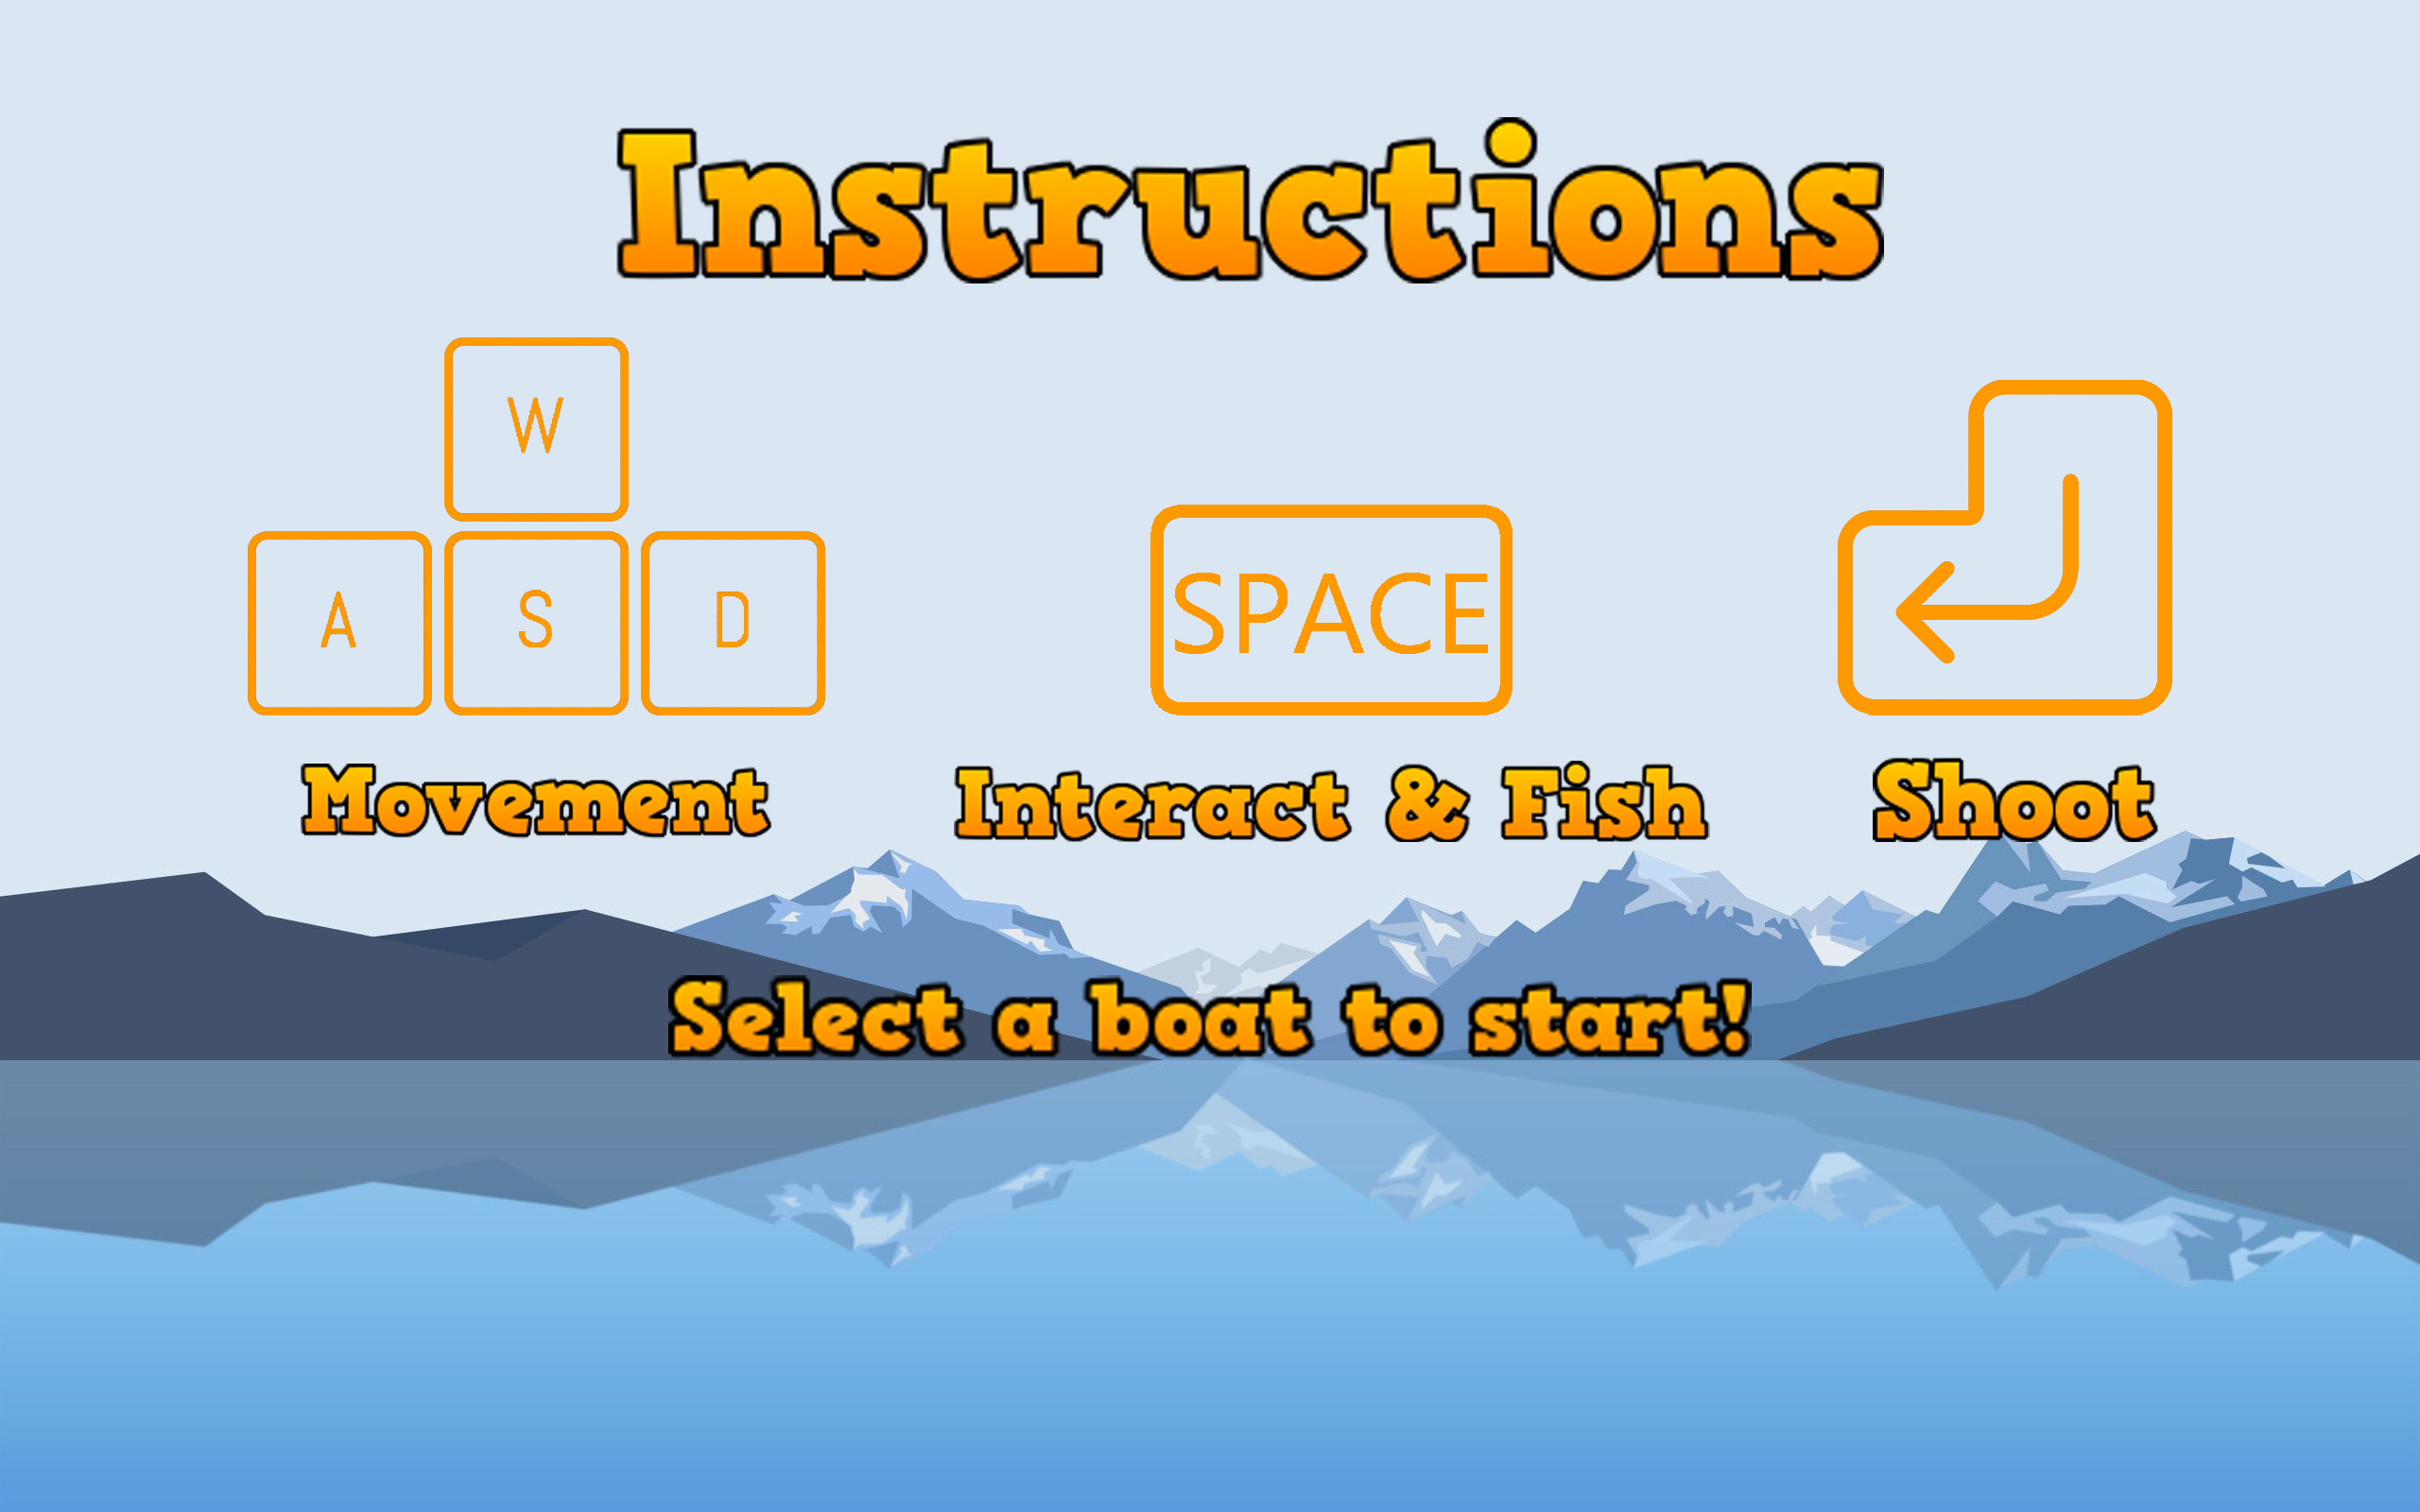 Instructions
W
A S D
SPACE
Movement
Interact & Fish
Shoot
Select a boat to start!